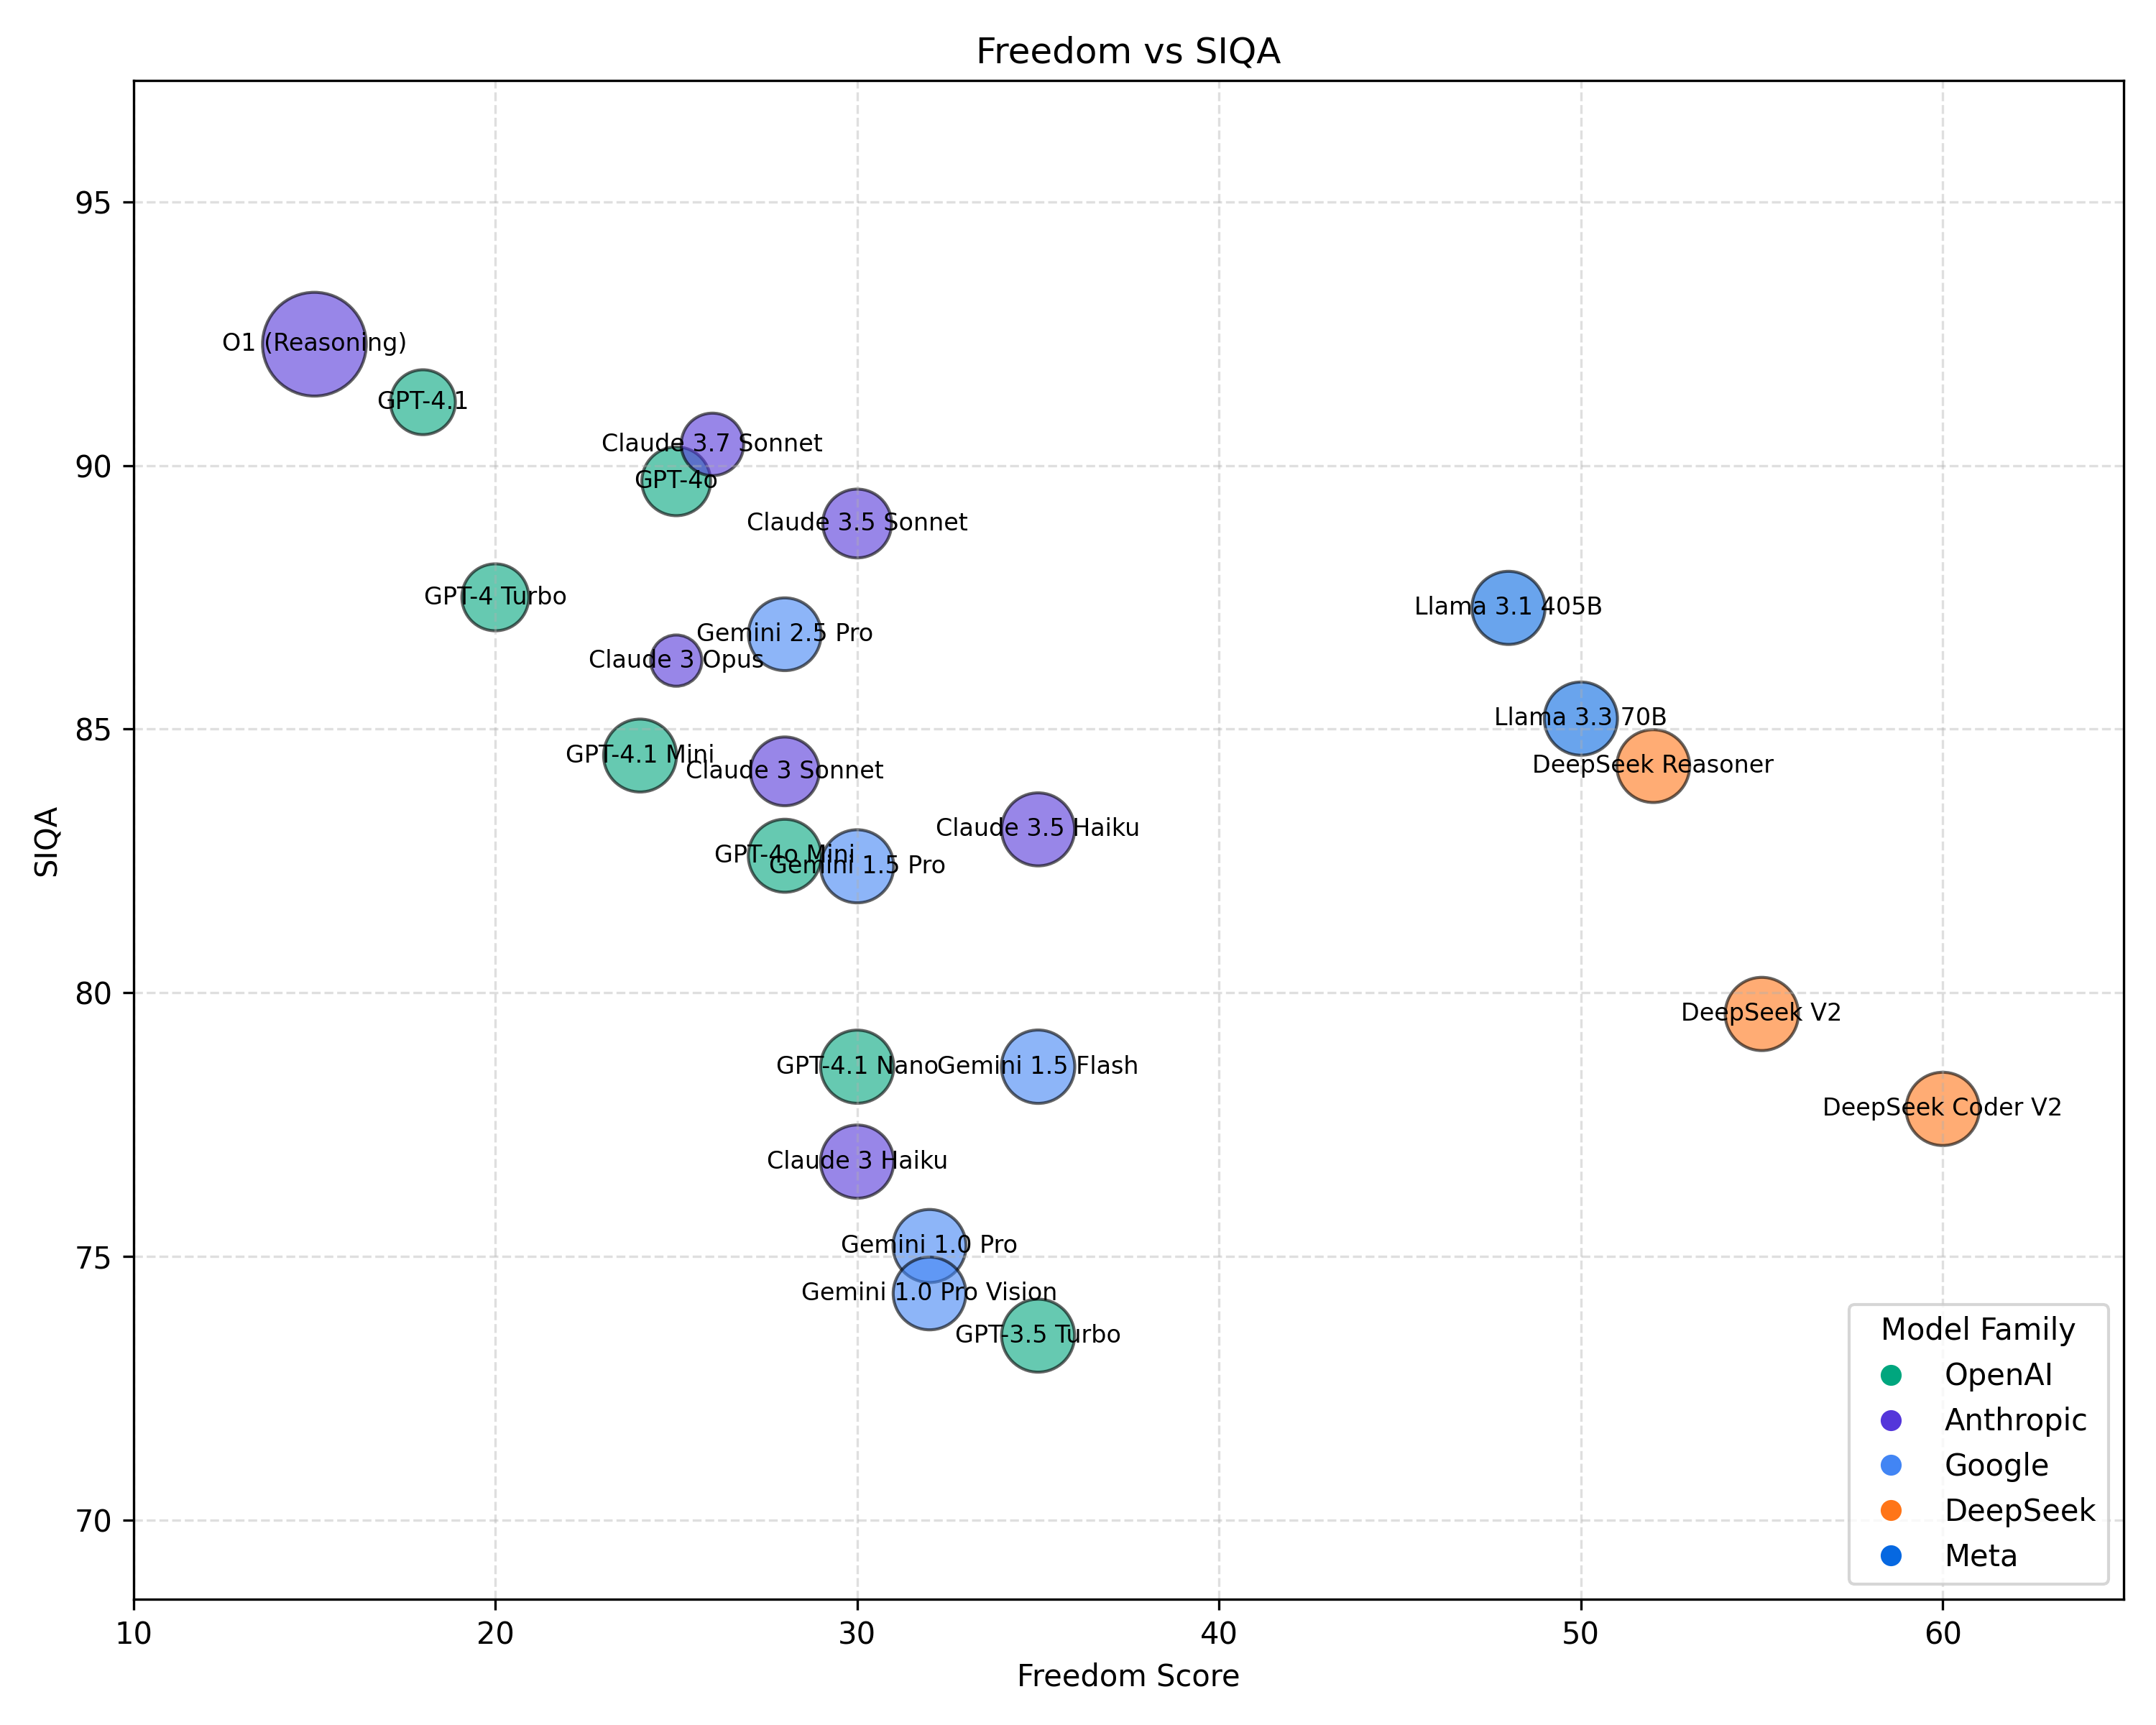 Freedom vs SIQA
95
90
85
80
75
70
SIQA
O1 (Reasoning)
GPT-4.1
Claude 3.7 Sonnet
GPT-4o
Claude 3.5 Sonnet
GPT-4 Turbo
Llama 3.1 405B
Gemini 2.5 Pro
Claude 3 Opus
Llama 3.3 70B
GPT-4.1 Mini
DeepSeek Reasoner
Claude 3 Sonnet
Claude 3.5 Haiku
GPT-4o Mini
Gemini 1.5 Pro
DeepSeek V2
GPT-4.1 Nano
Gemini 1.5 Flash
DeepSeek Coder V2
Claude 3 Haiku
Gemini 1.0 Pro
Gemini 1.0 Pro Vision
GPT-3.5 Turbo
Model Family
OpenAI
Anthropic
Google
DeepSeek
Meta
10 20 30 40 50 60
Freedom Score